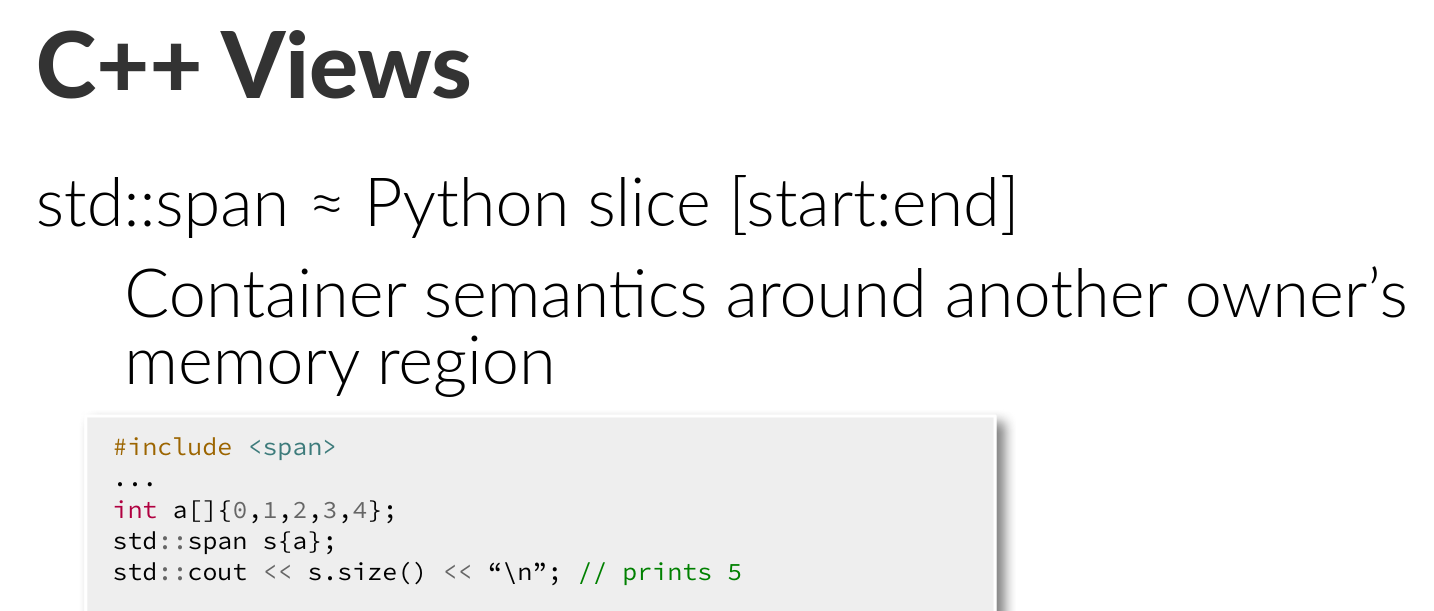 C++ Views
std::span ≈ Python slice [start:end]
Container semantics around another owner’s
memory region
#include <span>
...
int a[]{0,1,2,3,4};
std::span s{a};
std::cout << s.size() << “\n”; // prints 5